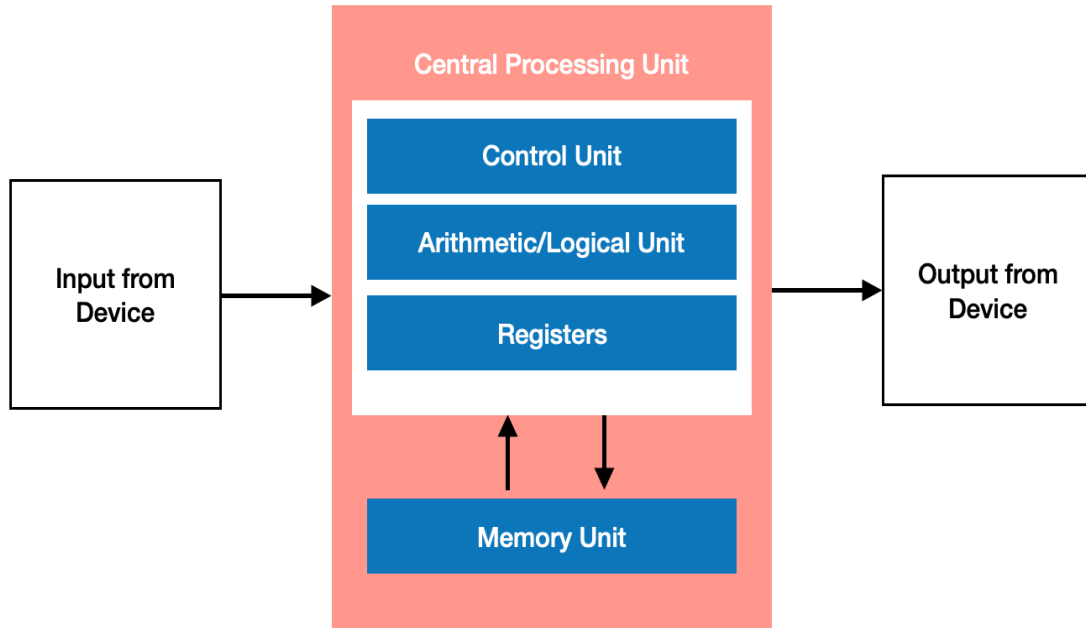 Central Processing Unit
Control Unit
Arithmetic/Logical Unit
Registers
Memory Unit
Input from
Device
Output from
Device